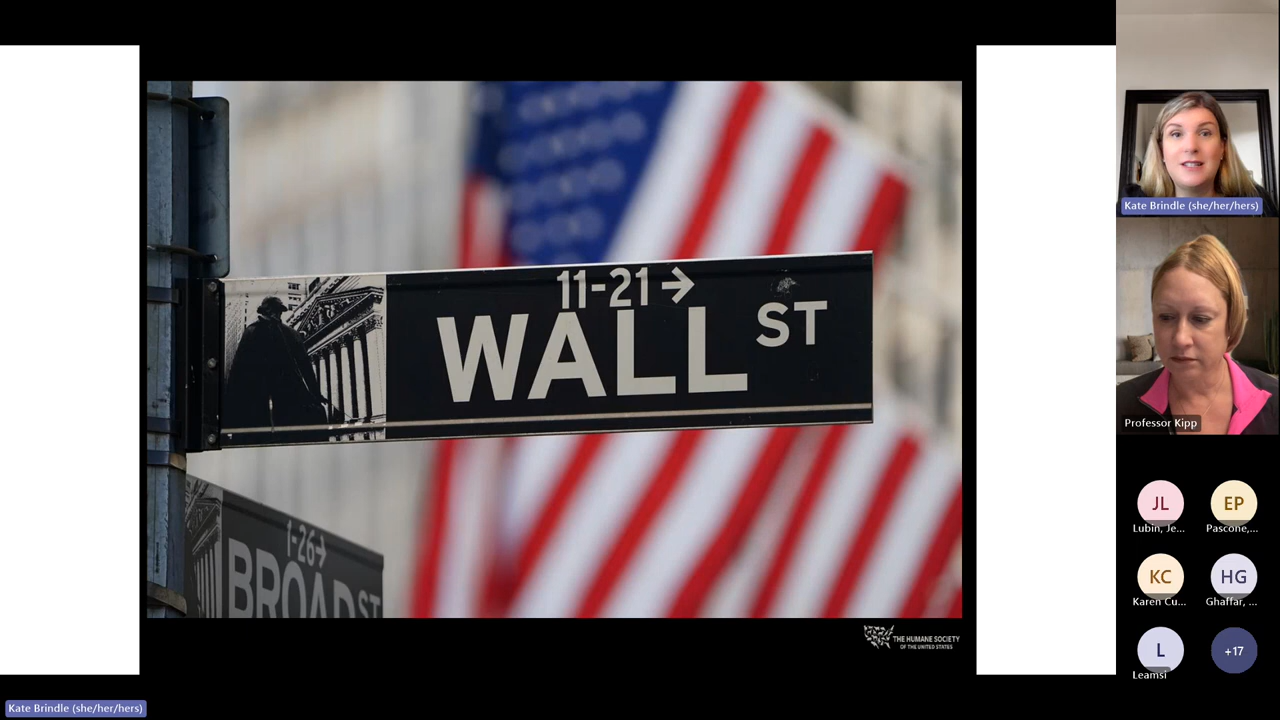 11-21→
WALL ST
1-26→
BROAD ST
THE HUMANE SOCIETY
OF THE UNITED STATES
Kate Brindle (she/her/hers)
Professor Kipp
JL
EP
Lubin, Je...
Pascone,...
KC
HG
Karen Cu...
Ghaffar, ...
L
+17
Leamsi
Kate Brindle (she/her/hers)